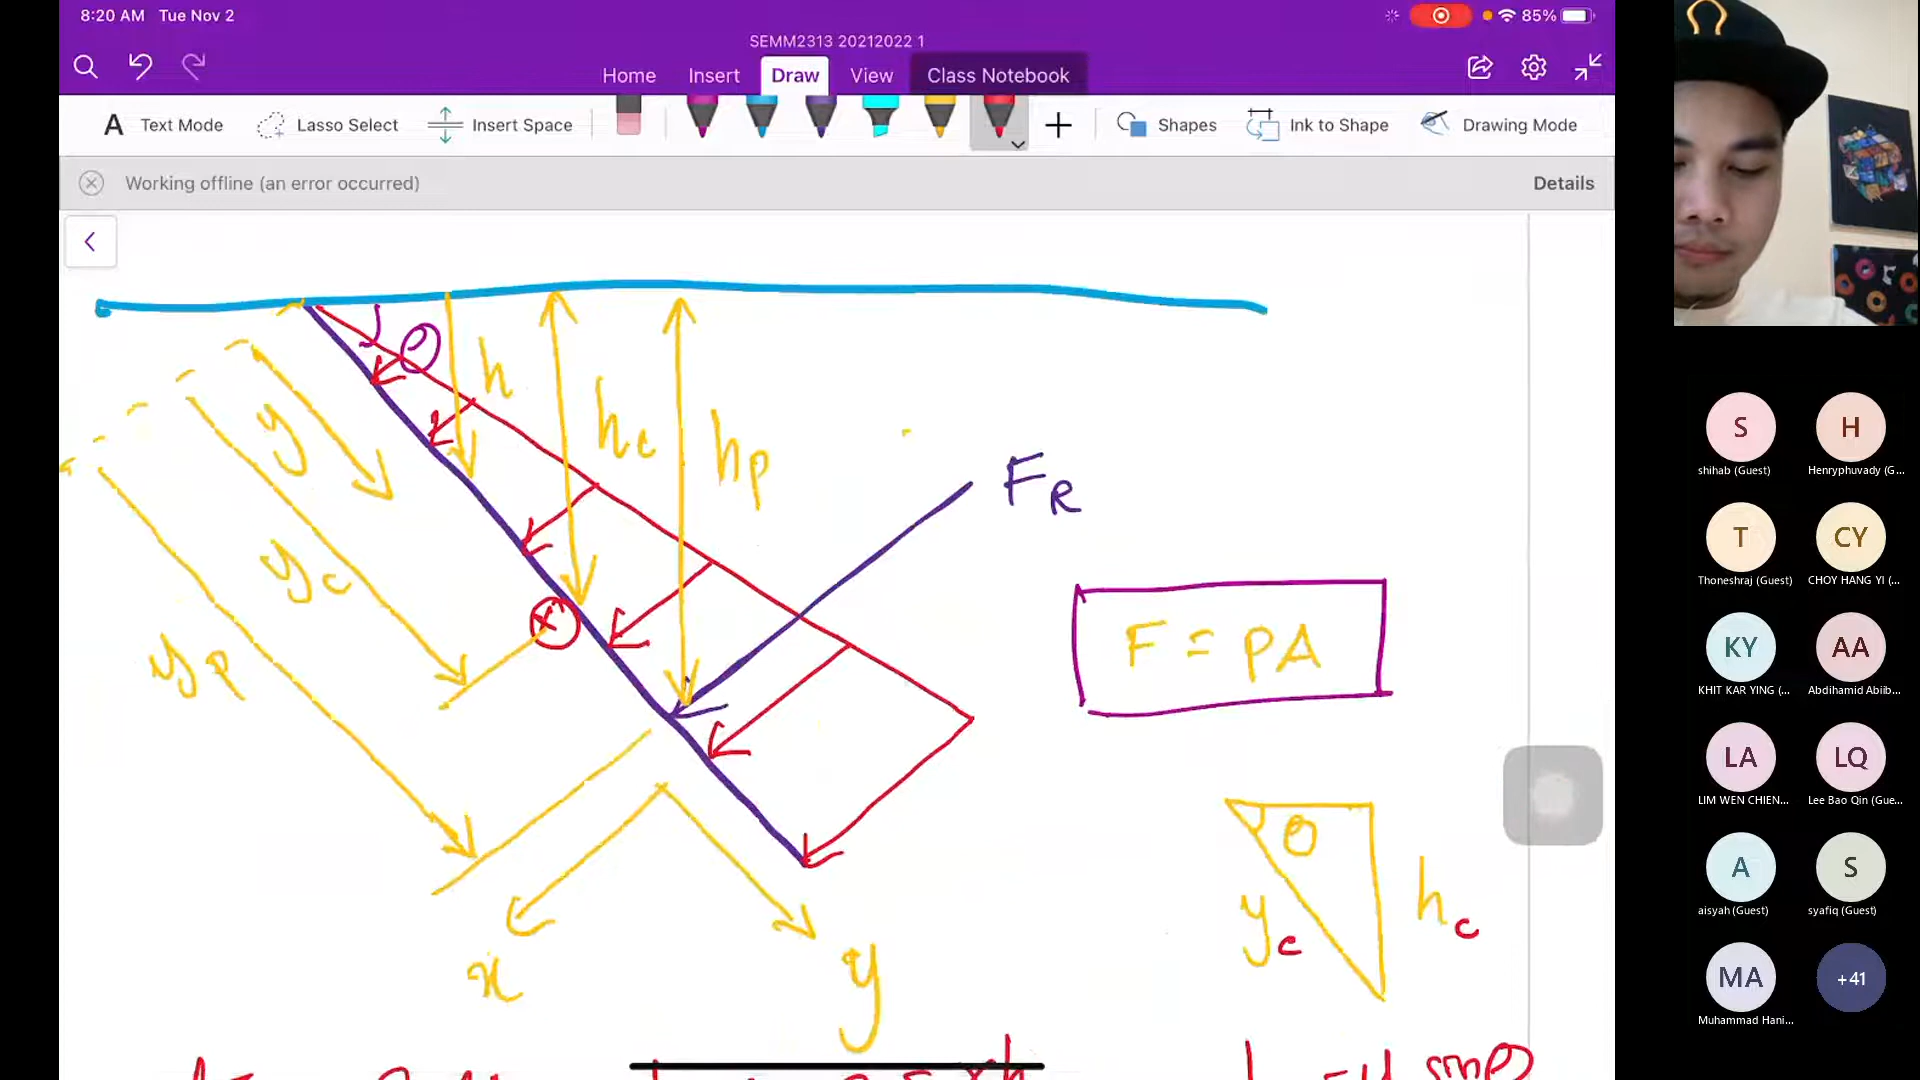 8:20 AM Tue Nov 2
85%
SEMM2313 20212022 1
Home Insert Draw View Class Notebook
A Text Mode Lasso Select Insert Space Shapes Ink to Shape Drawing Mode
Working offline (an error occurred) Details
θ
h
hc
hp
y
yc
yp
FR
F = PA
x
y
θ
yc
hc
S
shihab (Guest)
H
Henryphuvady (G...
T
Thoneshraj (Guest)
CY
CHOY HANG YI (...
KY
KHIT KAR YING (...
AA
Abdihamid Abiib...
LA
LIM WEN CHIEN...
LQ
Lee Bao Qin (Gue...
A
aisyah (Guest)
S
syafiq (Guest)
MA
Muhammad Hani...
+41